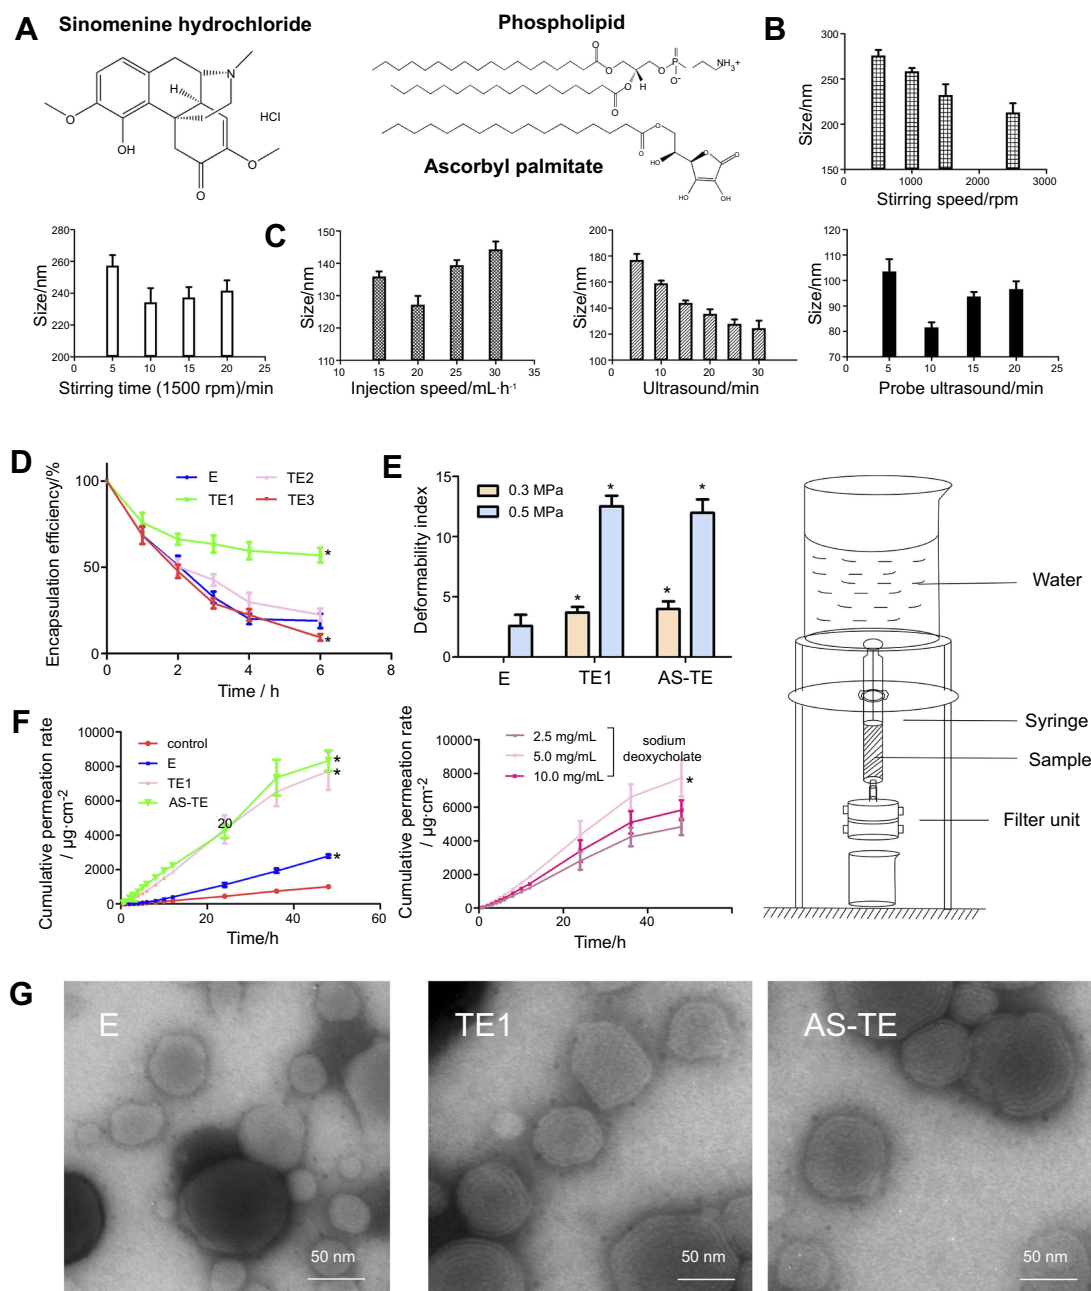 A
Sinomenine hydrochloride
H
N
HCl
O
OH
O
O
Phospholipid
O
O
O
P
O-
NH3+
O
H
O
O
O
HO
O
O
HO
OH
Ascorbyl palmitate
B
Size/nm
300
250
200
150
0
1000
2000
3000
Stirring speed/rpm
Size/nm
280
260
240
220
200
0 5 10 15 20 25
Stirring time (1500 rpm)/min
C
Size/nm
150
140
130
120
110
10 15 20 25 30 35
Injection speed/mL·h-1
Size/nm
200
180
160
140
120
100
0 10 20 30
Ultrasound/min
Size/nm
120
110
100
90
80
70
0 5 10 15 20 25
Probe ultrasound/min
D
Encapsulation efficiency/%
100
50
0
E
TE1
TE2
TE3
*
*
0 2 4 6 8
Time / h
E
Deformability index
15
10
5
0
0.3 MPa
0.5 MPa
* * * *
E TE1 AS-TE
Water
Syringe
Sample
Filter unit
F
Cumulative permeation rate
/ μg·cm-2
10000
8000
6000
4000
2000
0
control
E
TE1
AS-TE
20
*
*
*
0 20 40 60
Time/h
Cumulative permeation rate
/ μg·cm-2
10000
8000
6000
4000
2000
0
2.5 mg/mL
5.0 mg/mL
10.0 mg/mL
sodium
deoxycholate
*
0 20 40
Time/h
G
E
50 nm
TE1
50 nm
AS-TE
50 nm